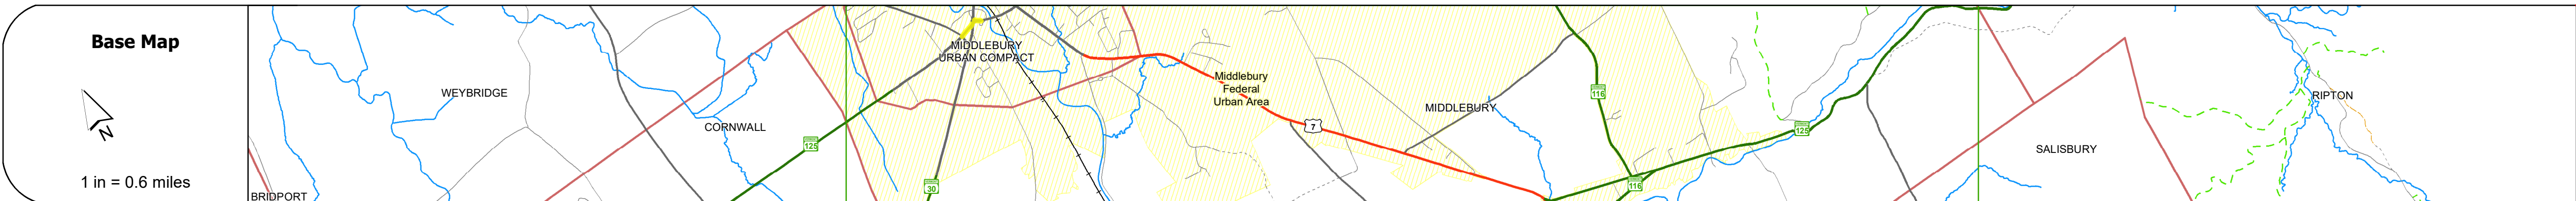 Base Map
N
1 in = 0.6 miles
BRIDPORT
WEYBRIDGE
CORNWALL
125
30
MIDDLEBURY
URBAN COMPACT
Middlebury
Federal
Urban Area
7
MIDDLEBURY
116
116
125
SALISBURY
RIPTON